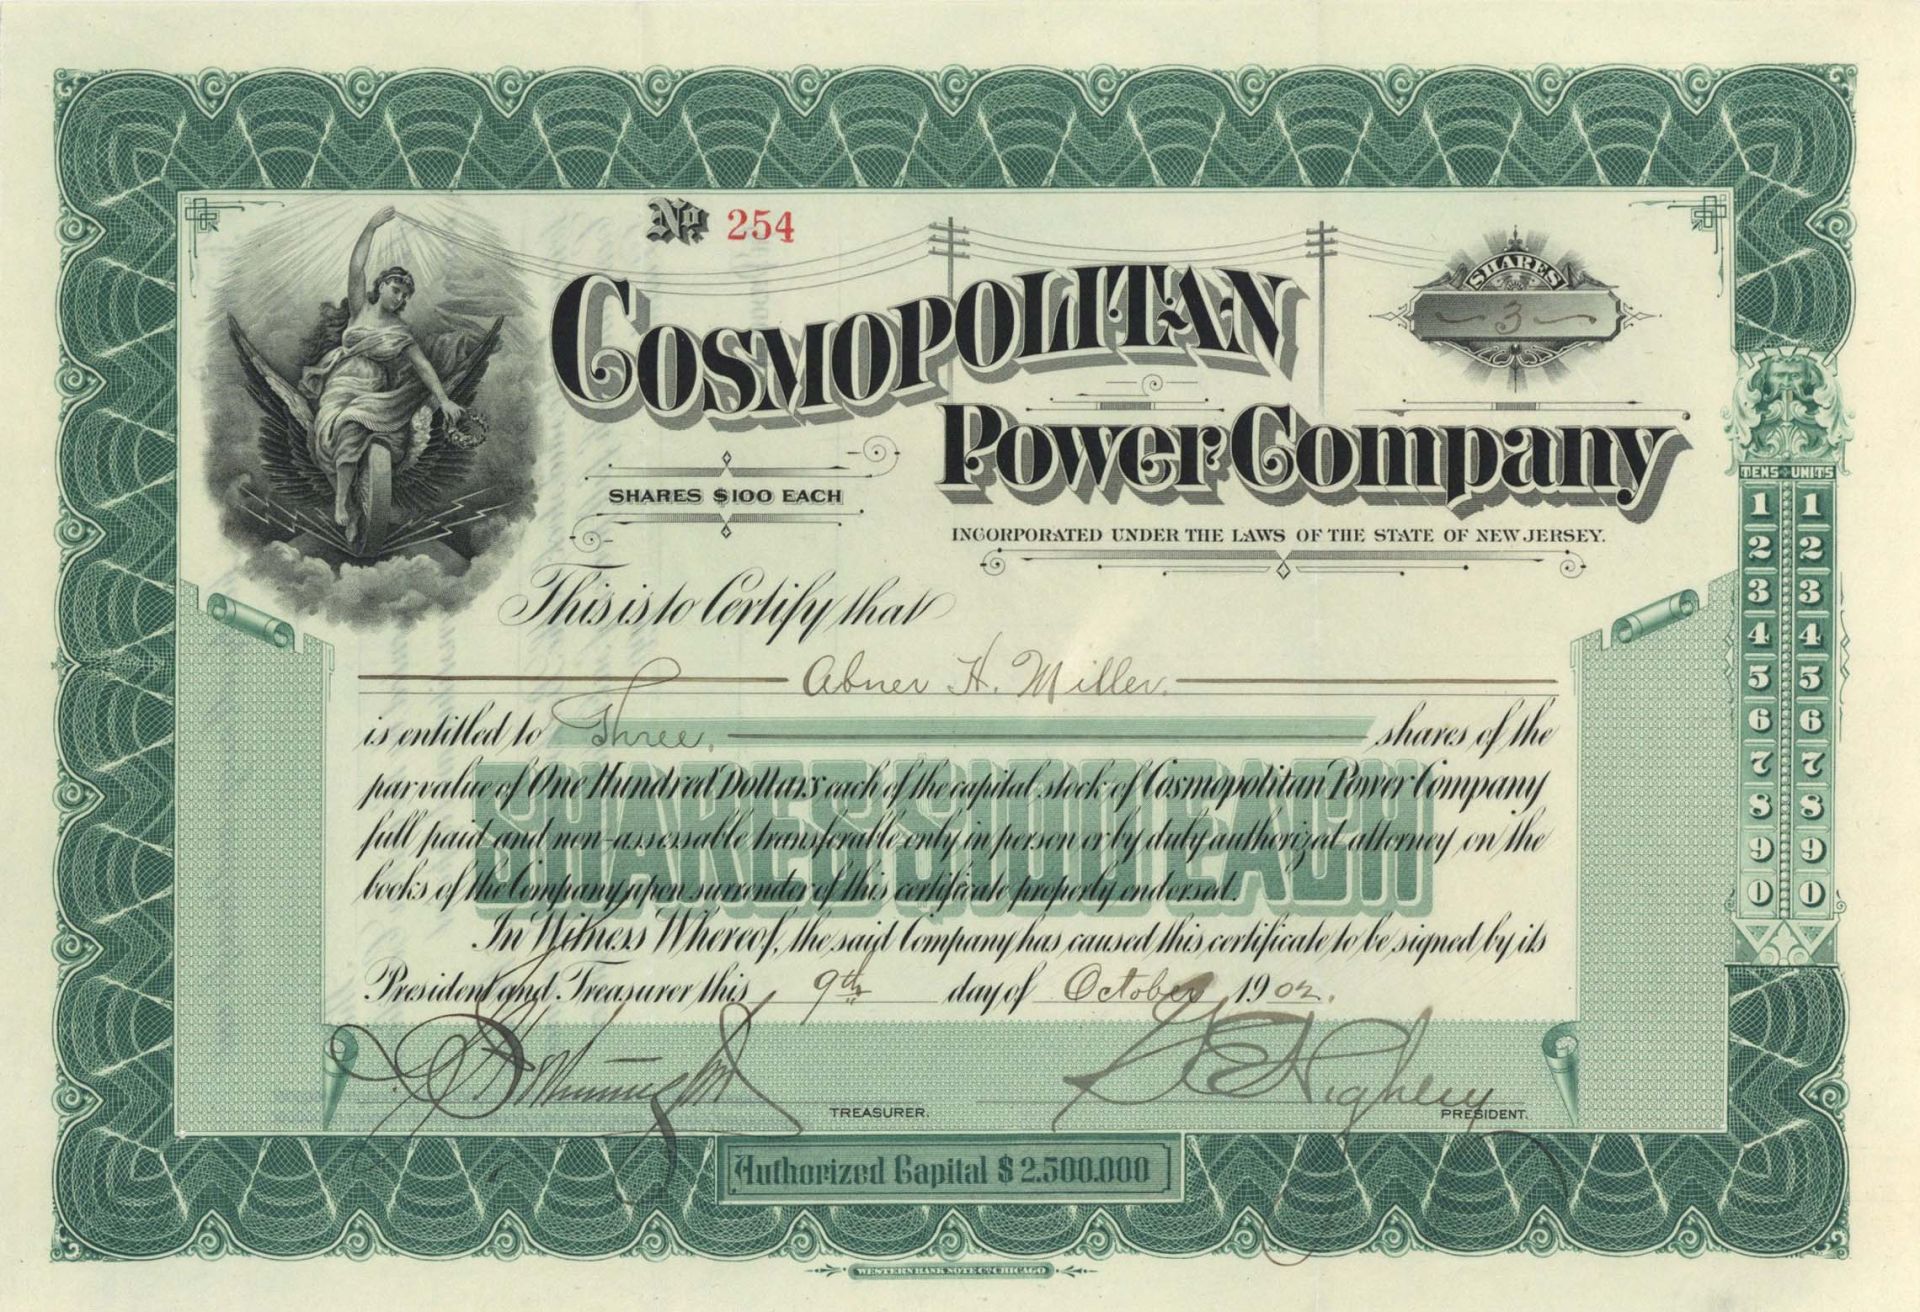 No. 254
SHARES
3
COSMOPOLITAN
POWER COMPANY
SHARES $100 EACH
INCORPORATED UNDER THE LAWS OF THE STATE OF NEW JERSEY.
This is to Certify that
Abner H. Miller.
is entitled to Three. shares of the
par value of One Hundred Dollars each of the capital stock of Cosmopolitan Power Company
full paid and non-assessable transferable only in person or by duly authorized attorney on the
books of the Company upon surrender of this certificate properly endorsed.
SHARES $100 EACH
In Witness Whereof, the said Company has caused this certificate to be signed by its
President and Treasurer this 9th day of October 1902.
TREASURER.
PRESIDENT.
Authorized Capital $2.500.000
WESTERN BANK NOTE CO. CHICAGO
TENS UNITS
1 1
2 2
3 3
4 4
5 5
6 6
7 7
8 8
9 9
0 0